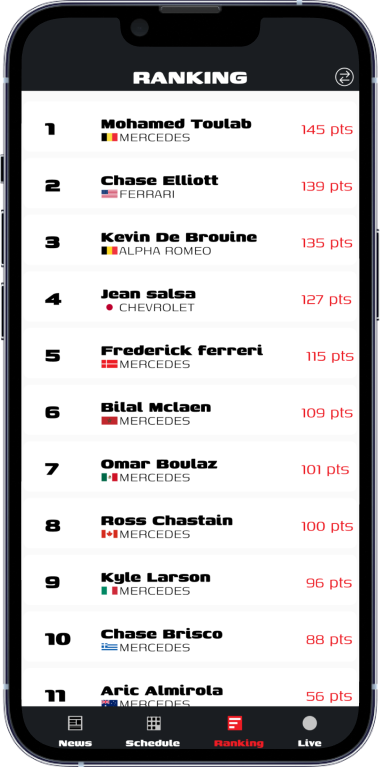 RANKING
1 Mohamed Toulab 145 pts
MERCEDES
2 Chase Elliott 139 pts
FERRARI
3 Kevin De Brouine 135 pts
ALPHA ROMEO
4 Jean salsa 127 pts
CHEVROLET
5 Frederick ferreri 115 pts
MERCEDES
6 Bilal Mclaen 109 pts
MERCEDES
7 Omar Boulaz 101 pts
MERCEDES
8 Ross Chastain 100 pts
MERCEDES
9 Kyle Larson 96 pts
MERCEDES
10 Chase Brisco 88 pts
MERCEDES
11 Aric Almirola 56 pts
MERCEDES
News Schedule Ranking Live